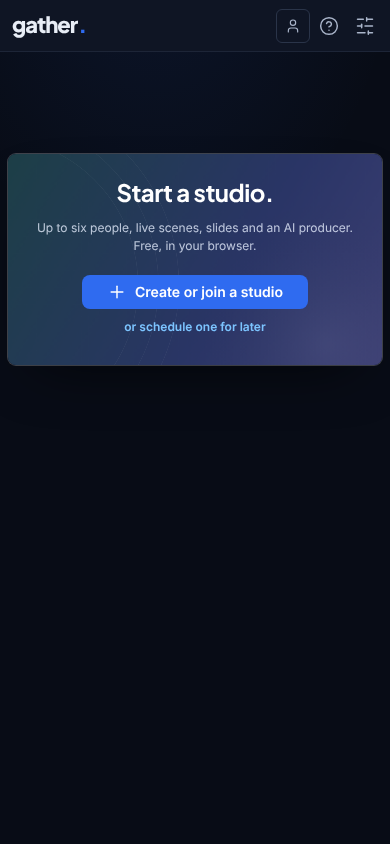 gather.
Start a studio.
Up to six people, live scenes, slides and an AI producer.
Free, in your browser.
Create or join a studio
or schedule one for later